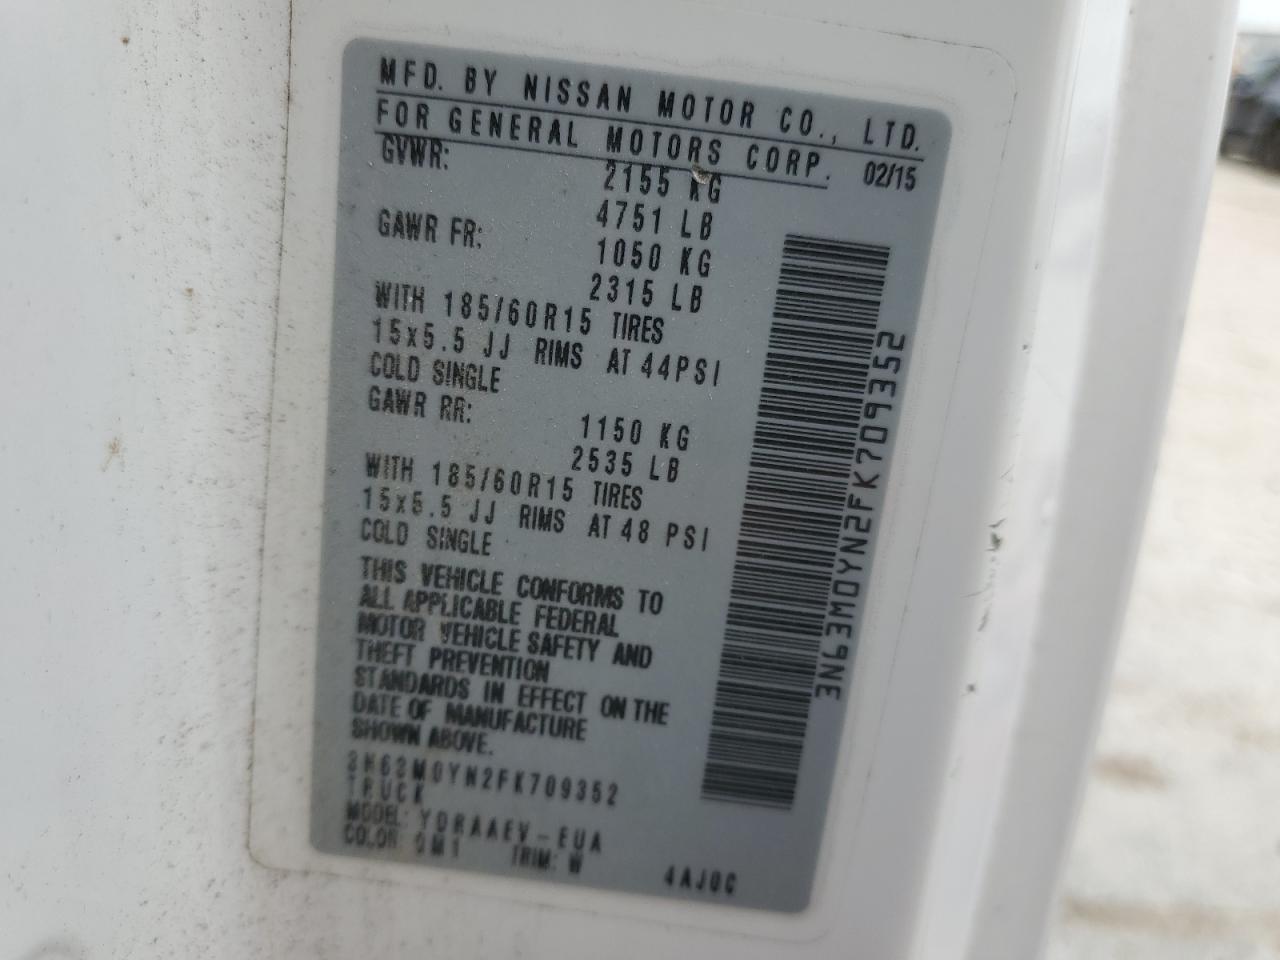 MFD. BY NISSAN MOTOR CO., LTD.
FOR GENERAL MOTORS CORP. 02/15
GVWR: 2155 KG
4751 LB
GAWR FR: 1050 KG
2315 LB
WITH 185/60R15 TIRES
15x5.5 JJ RIMS AT 44PSI
COLD SINGLE
GAWR RR: 1150 KG
2535 LB
WITH 185/60R15 TIRES
15x5.5 JJ RIMS AT 48 PSI
COLD SINGLE
THIS VEHICLE CONFORMS TO
ALL APPLICABLE FEDERAL
MOTOR VEHICLE SAFETY AND
THEFT PREVENTION
STANDARDS IN EFFECT ON THE
DATE OF MANUFACTURE
SHOWN ABOVE.
3N63M0YN2FK709352
TRUCK
MODEL: YDRAAEV-EUA
COLOR: QM1 TRIM: W
4AJ0C
3N63M0YN2FK709352